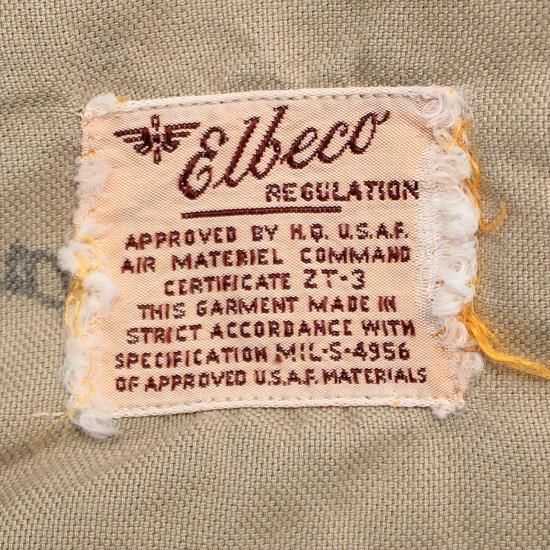 Elbeco
REGULATION
APPROVED BY H.Q. U.S.A.F.
AIR MATERIEL COMMAND
CERTIFICATE ZT-3
THIS GARMENT MADE IN
STRICT ACCORDANCE WITH
SPECIFICATION MIL-S-4956
OF APPROVED U.S.A.F. MATERIALS